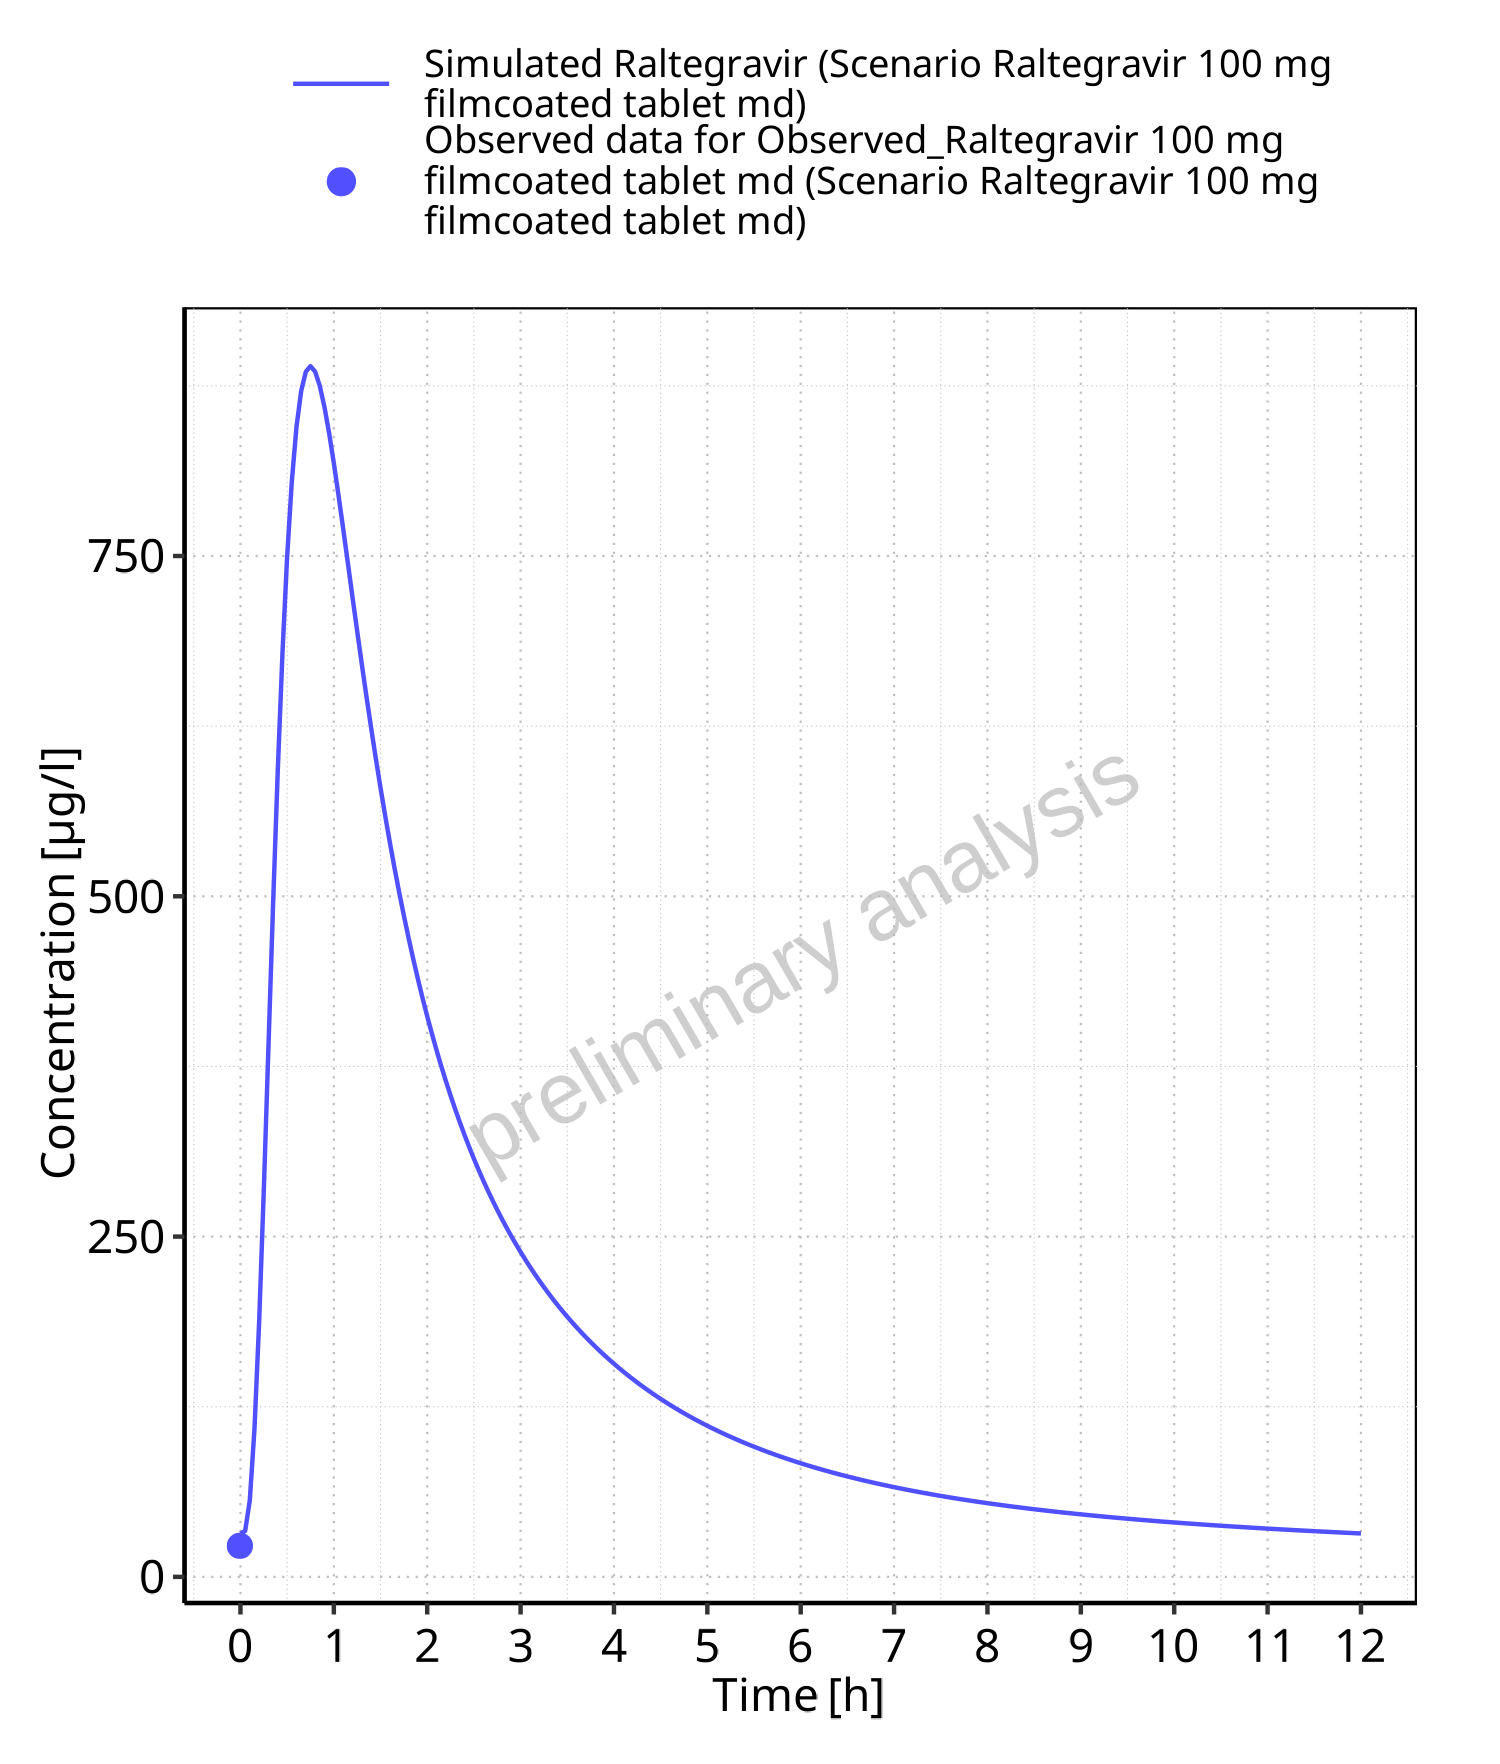 Simulated Raltegravir (Scenario Raltegravir 100 mg
filmcoated tablet md)
Observed data for Observed_Raltegravir 100 mg
filmcoated tablet md (Scenario Raltegravir 100 mg
filmcoated tablet md)
Concentration [µg/l]
750
500
250
0
preliminary analysis
0 1 2 3 4 5 6 7 8 9 10 11 12
Time [h]